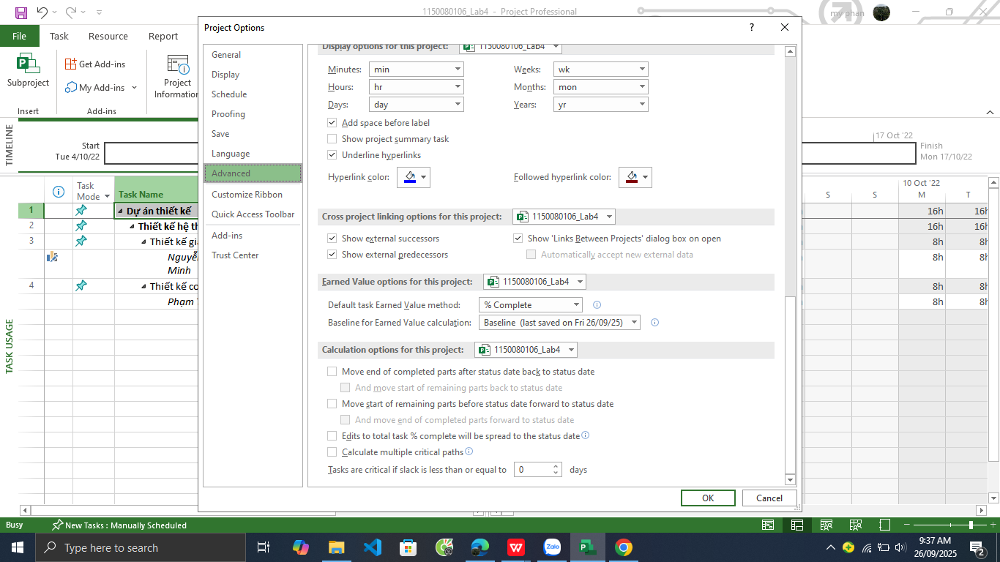 1150080106_Lab4 - Project Professional
my phan
File Task Resource Report
Project Options
?
Subproject
Get Add-ins
My Add-ins
Project Information
Insert
Add-ins
General
Display
Schedule
Proofing
Save
Language
Advanced
Customize Ribbon
Quick Access Toolbar
Add-ins
Trust Center
Display options for this project: 1150080106_Lab4
Minutes: min Weeks: wk
Hours: hr Months: mon
Days: day Years: yr
Add space before label
Show project summary task
Underline hyperlinks
Hyperlink color: Followed hyperlink color:
Cross project linking options for this project: 1150080106_Lab4
Show external successors Show 'Links Between Projects' dialog box on open
Show external predecessors Automatically accept new external data
Earned Value options for this project: 1150080106_Lab4
Default task Earned Value method: % Complete
Baseline for Earned Value calculation: Baseline (last saved on Fri 26/09/25)
Calculation options for this project: 1150080106_Lab4
Move end of completed parts after status date back to status date
And move start of remaining parts back to status date
Move start of remaining parts before status date forward to status date
And move end of completed parts forward to status date
Edits to total task % complete will be spread to the status date
Calculate multiple critical paths
Tasks are critical if slack is less than or equal to 0 days
OK Cancel
TIMELINE
Start
Tue 4/10/22
17 Oct '22
Finish
Mon 17/10/22
TASK USAGE
Task Mode
Task Name
10 Oct '22
S S M T
1 Dự án thiết kế 16h 16h
2 Thiết kế hệ th 16h 16h
3 Thiết kế gia 8h 8h
Nguyễ
Minh
8h 8h
4 Thiết kế cơ 8h 8h
Phạm T 8h 8h
Busy New Tasks : Manually Scheduled
Type here to search
Zalo
9:37 AM
26/09/2025
2